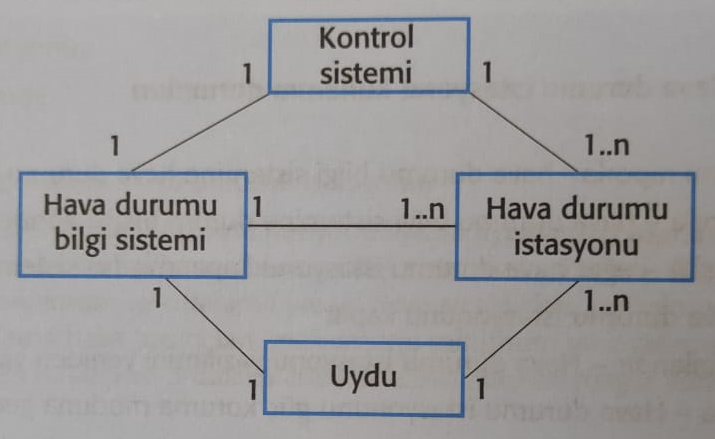 Kontrol
sistemi
1
1
1
1..n
Hava durumu
bilgi sistemi
1
1..n
Hava durumu
istasyonu
1
1..n
1
Uydu
1